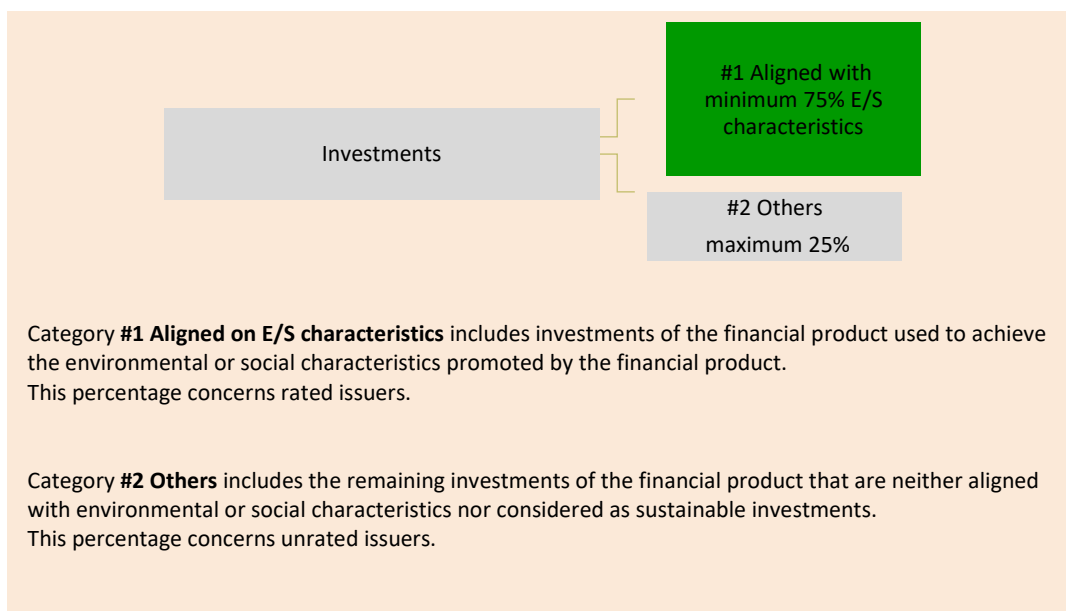 #1 Aligned with
minimum 75% E/S
characteristics
Investments
#2 Others
maximum 25%
Category #1 Aligned on E/S characteristics includes investments of the financial product used to achieve
the environmental or social characteristics promoted by the financial product.
This percentage concerns rated issuers.
Category #2 Others includes the remaining investments of the financial product that are neither aligned
with environmental or social characteristics nor considered as sustainable investments.
This percentage concerns unrated issuers.